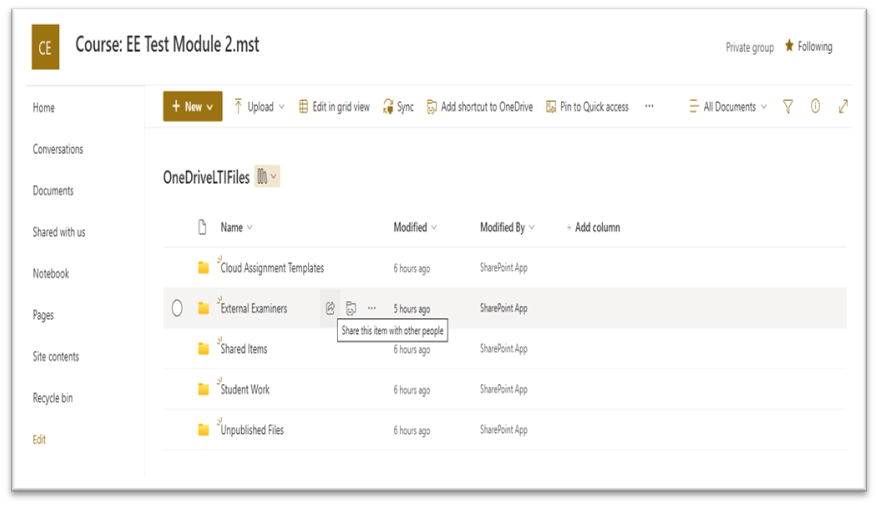 CE
Course: EE Test Module 2.mst
Private group
Following
Home
Conversations
Documents
Shared with us
Notebook
Pages
Site contents
Recycle bin
Edit
+ New
Upload
Edit in grid view
Sync
Add shortcut to OneDrive
Pin to Quick access
...
All Documents
OneDriveLTIFiles
Name
Modified
Modified By
+ Add column
Cloud Assignment Templates
6 hours ago
SharePoint App
External Examiners
...
5 hours ago
SharePoint App
Share this item with other people
Shared Items
6 hours ago
SharePoint App
Student Work
6 hours ago
SharePoint App
Unpublished Files
6 hours ago
SharePoint App